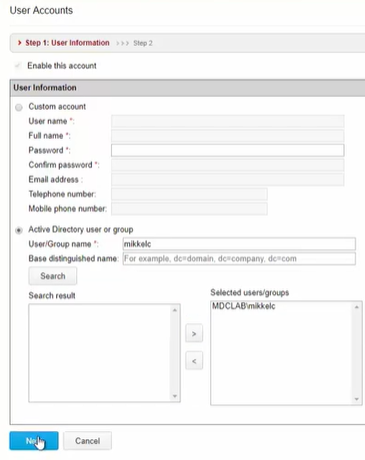 User Accounts
Step 1: User Information >>> Step 2
Enable this account
User Information
Custom account
User name *:
Full name *:
Password *:
Confirm password *:
Email address :
Telephone number:
Mobile phone number:
Active Directory user or group
User/Group name *: mikkelc
Base distinguished name: For example, dc=domain, dc=company, dc=com
Search
Search result
Selected users/groups
MDCLAB\mikkelc
>
<
Cancel